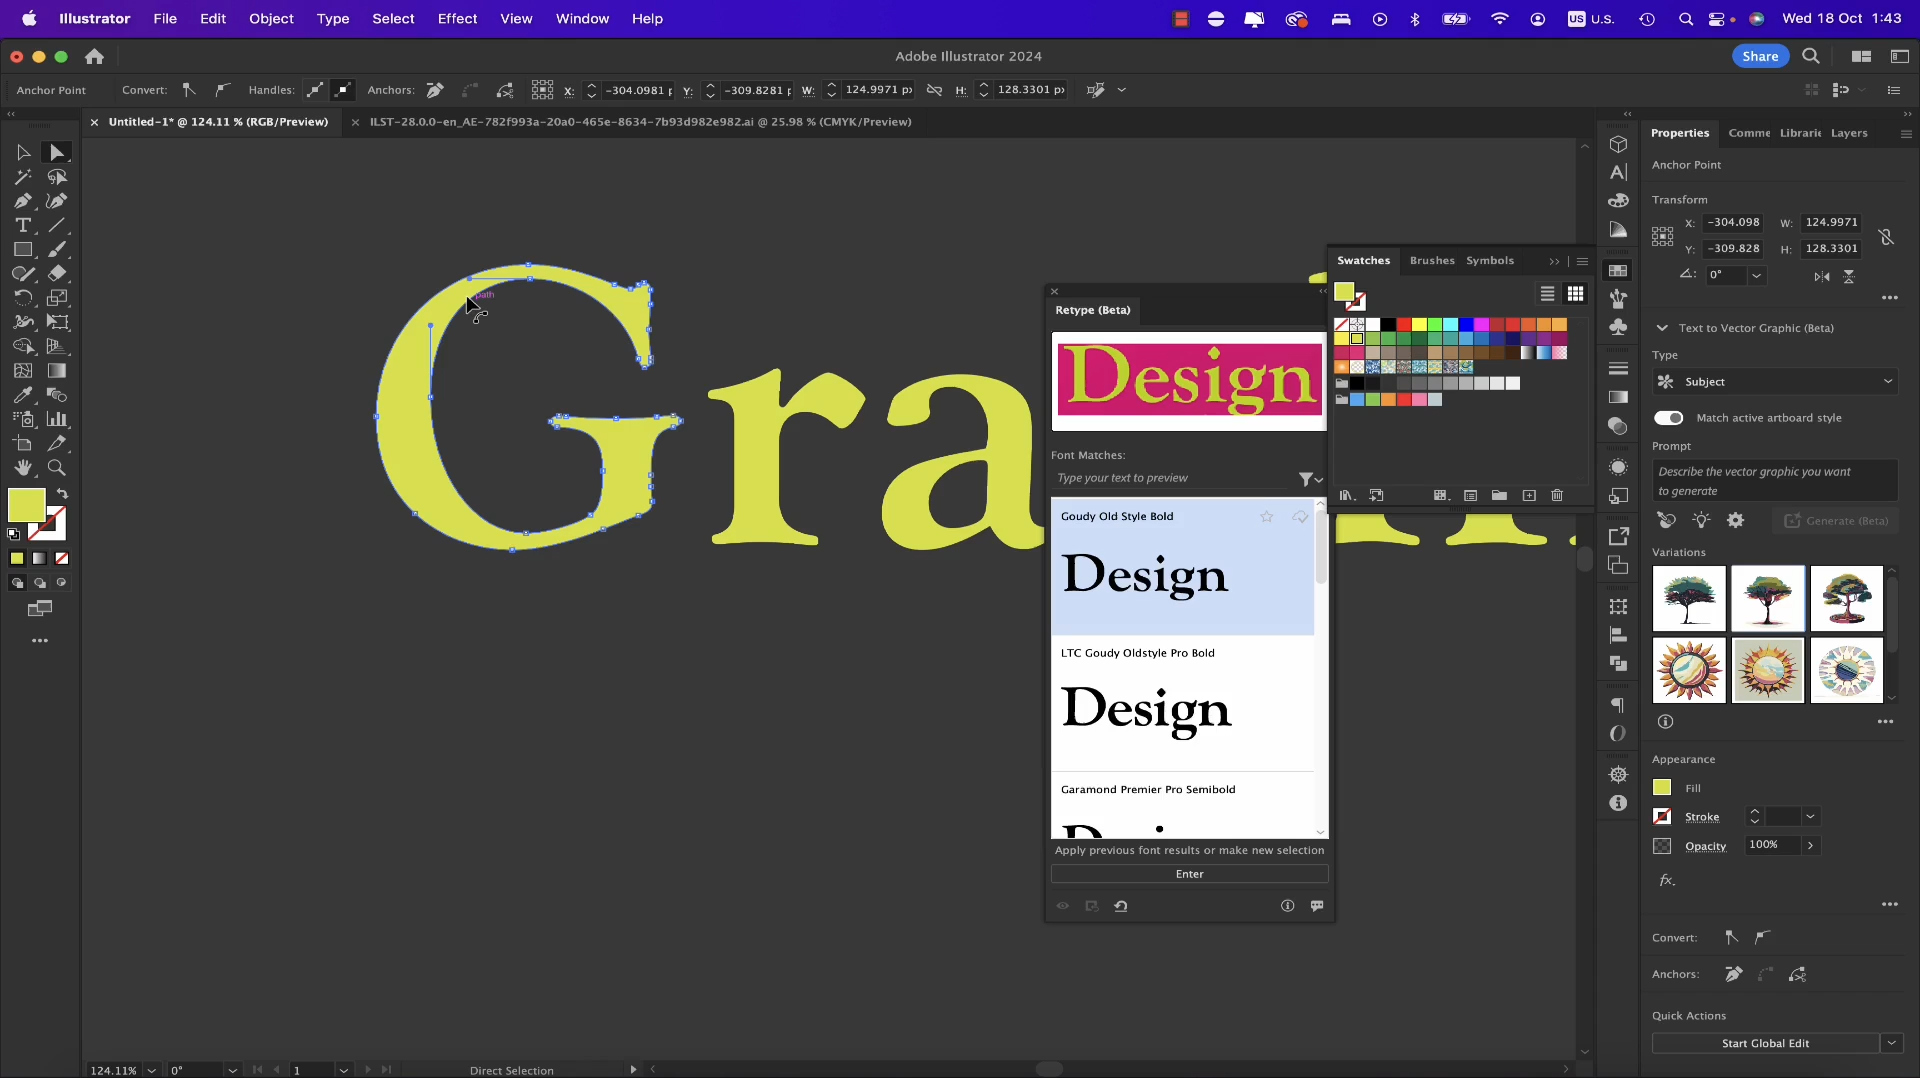 Illustrator File Edit Object Type Select Effect View Window Help
US U.S. Wed 18 Oct 1:43
Adobe Illustrator 2024
Share
Anchor Point Convert: Handles: Anchors: X: -304.0981 p Y: -309.8281 p W: 124.9971 px H: 128.3301 px
Untitled-1* @ 124.11 % (RGB/Preview) ILST-28.0.0-en_AE-782f993a-20a0-465e-8634-7b93d982e982.ai @ 25.98 % (CMYK/Preview)
Properties Comme Librarie Layers
Anchor Point
Transform
X: -304.098 W: 124.9971
Y: -309.828 H: 128.3301
0°
Text to Vector Graphic (Beta)
Type
Subject
Match active artboard style
Prompt
Describe the vector graphic you want
to generate
Generate (Beta)
Variations
Appearance
Fill
Stroke
Opacity 100%
fx.
Convert:
Anchors:
Quick Actions
Start Global Edit
Swatches Brushes Symbols
Retype (Beta)
Design
Font Matches:
Type your text to preview
Goudy Old Style Bold
Design
LTC Goudy Oldstyle Pro Bold
Design
Garamond Premier Pro Semibold
Apply previous font results or make new selection
Enter
path
Gra
124.11% 0° 1 Direct Selection